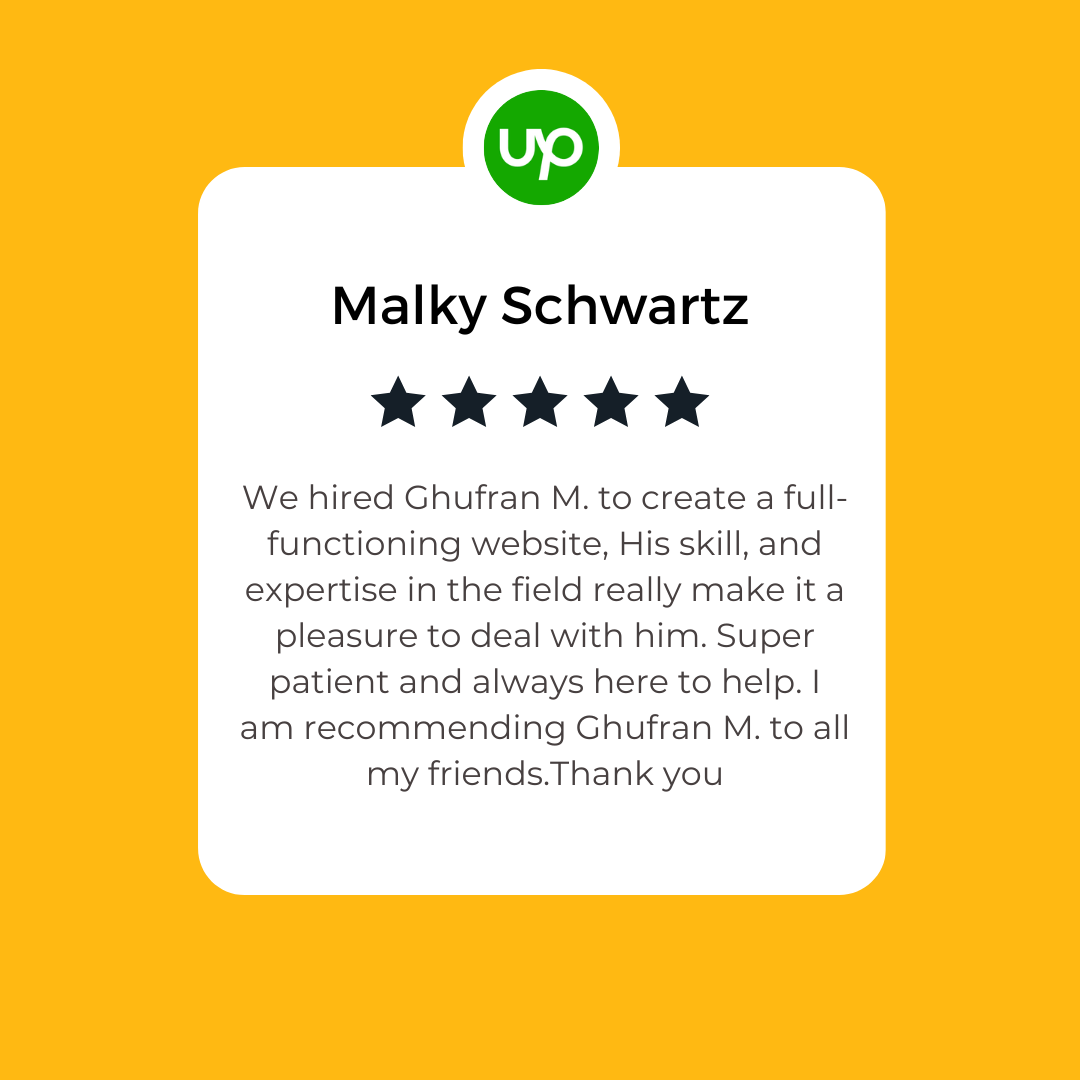 up
Malky Schwartz
We hired Ghufran M. to create a full-
functioning website, His skill, and
expertise in the field really make it a
pleasure to deal with him. Super
patient and always here to help. I
am recommending Ghufran M. to all
my friends.Thank you